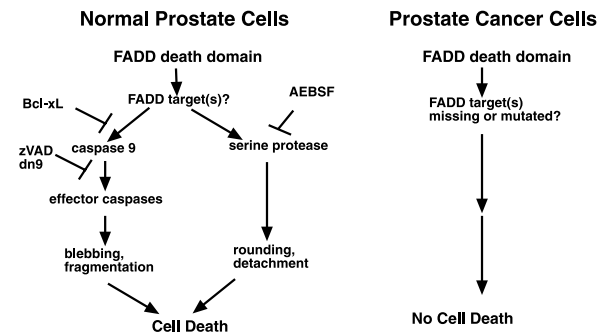 Normal Prostate Cells
FADD death domain
FADD target(s)?
Bcl-xL
AEBSF
zVAD
dn9
caspase 9
serine protease
effector caspases
blebbing,
fragmentation
rounding,
detachment
Cell Death
Prostate Cancer Cells
FADD death domain
FADD target(s)
missing or mutated?
No Cell Death